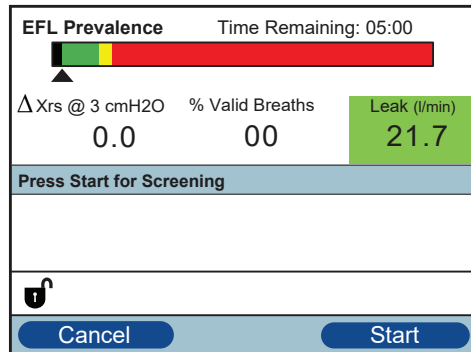 EFL Prevalence Time Remaining: 05:00
Δ Xrs @ 3 cmH2O % Valid Breaths Leak (l/min)
0.0 00 21.7
Press Start for Screening
Cancel Start